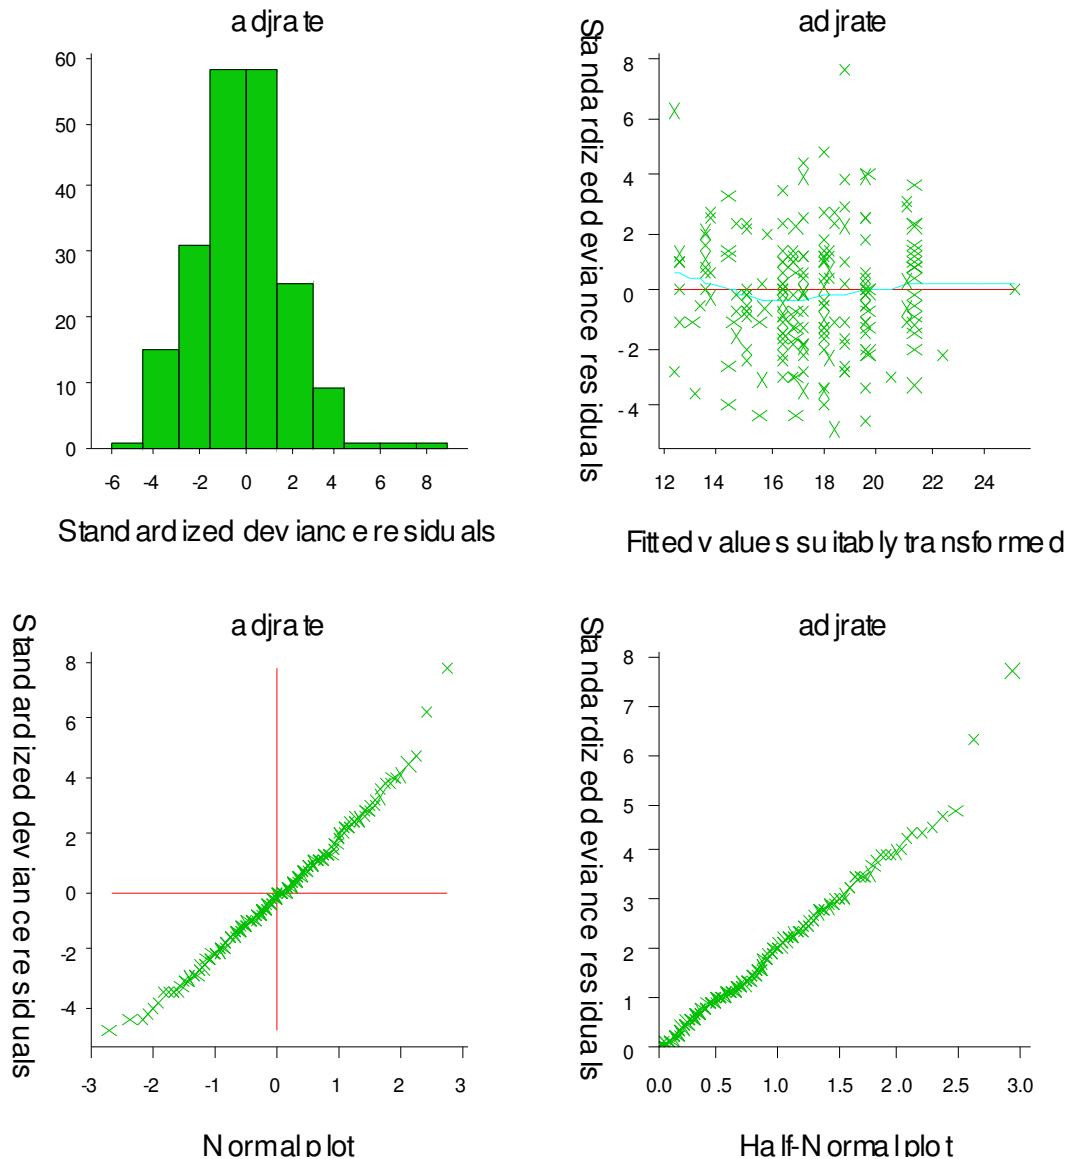 adjrate
60
50
40
30
20
10
0
-6 -4 -2 0 2 4 6 8
Standardized deviance residuals
adjrate
Standardized deviance residuals
8
6
4
2
0
-2
-4
12 14 16 18 20 22 24
Fitted values suitably transformed
adjrate
Standardized deviance residuals
8
6
4
2
0
-2
-4
-3 -2 -1 0 1 2 3
Normal plot
adjrate
Standardized deviance residuals
8
7
6
5
4
3
2
1
0
0.0 0.5 1.0 1.5 2.0 2.5 3.0
Half-Normal plot